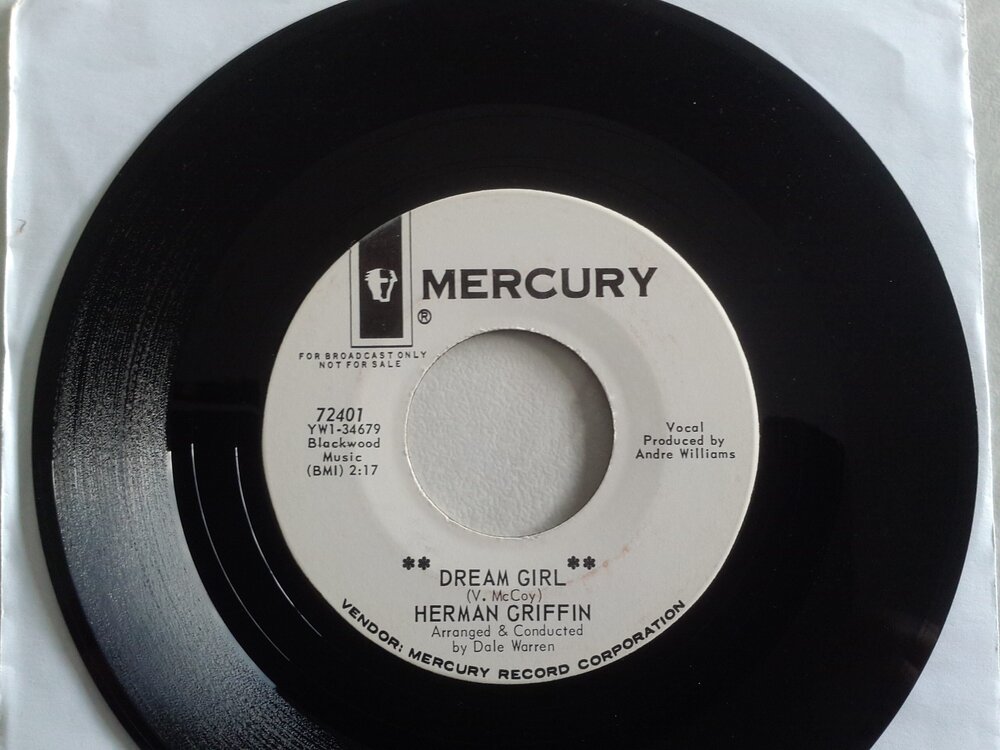 MERCURY
®
FOR BROADCAST ONLY
NOT FOR SALE
72401
YW1-34679
Blackwood
Music
(BMI) 2:17
Vocal
Produced by
Andre Williams
** DREAM GIRL **
(V. McCoy)
HERMAN GRIFFIN
Arranged & Conducted
by Dale Warren
VENDOR: MERCURY RECORD CORPORATION